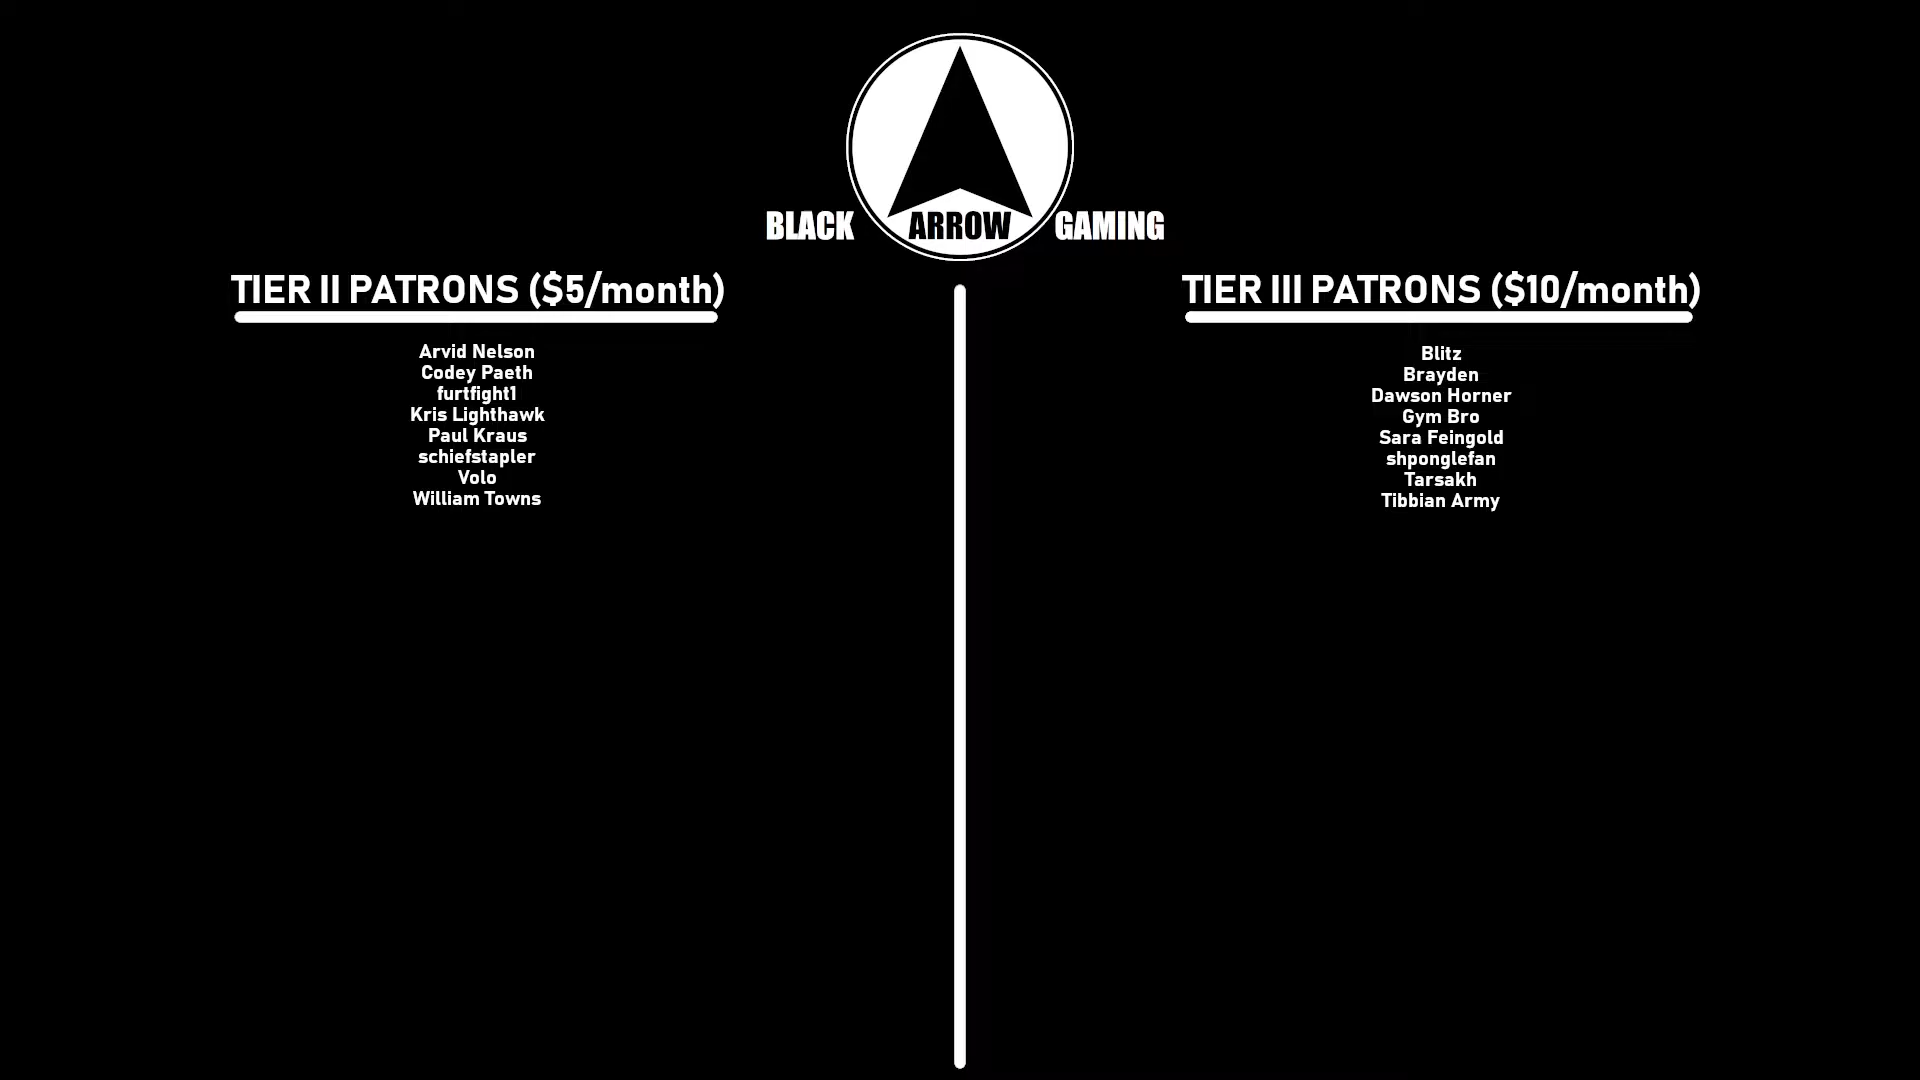 BLACK ARROW GAMING
TIER II PATRONS ($5/month)
Arvid Nelson
Codey Paeth
furtfight1
Kris Lighthawk
Paul Kraus
schiefstapler
Volo
William Towns
TIER III PATRONS ($10/month)
Blitz
Brayden
Dawson Horner
Gym Bro
Sara Feingold
shponglefan
Tarsakh
Tibbian Army